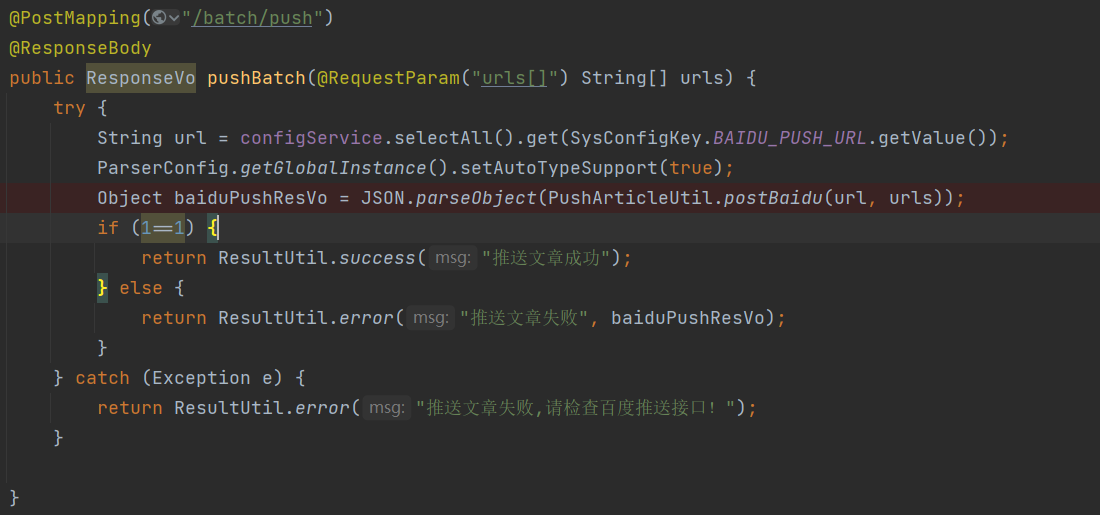 @PostMapping("/batch/push")
@ResponseBody
public ResponseVo pushBatch(@RequestParam("urls[]") String[] urls) {
try {
String url = configService.selectAll().get(SysConfigKey.BAIDU_PUSH_URL.getValue());
ParserConfig.getGlobalInstance().setAutoTypeSupport(true);
Object baiduPushResVo = JSON.parseObject(PushArticleUtil.postBaidu(url, urls));
if (1==1) {
return ResultUtil.success( msg: "推送文章成功");
} else {
return ResultUtil.error( msg: "推送文章失败", baiduPushResVo);
}
} catch (Exception e) {
return ResultUtil.error( msg: "推送文章失败,请检查百度推送接口！");
}
}